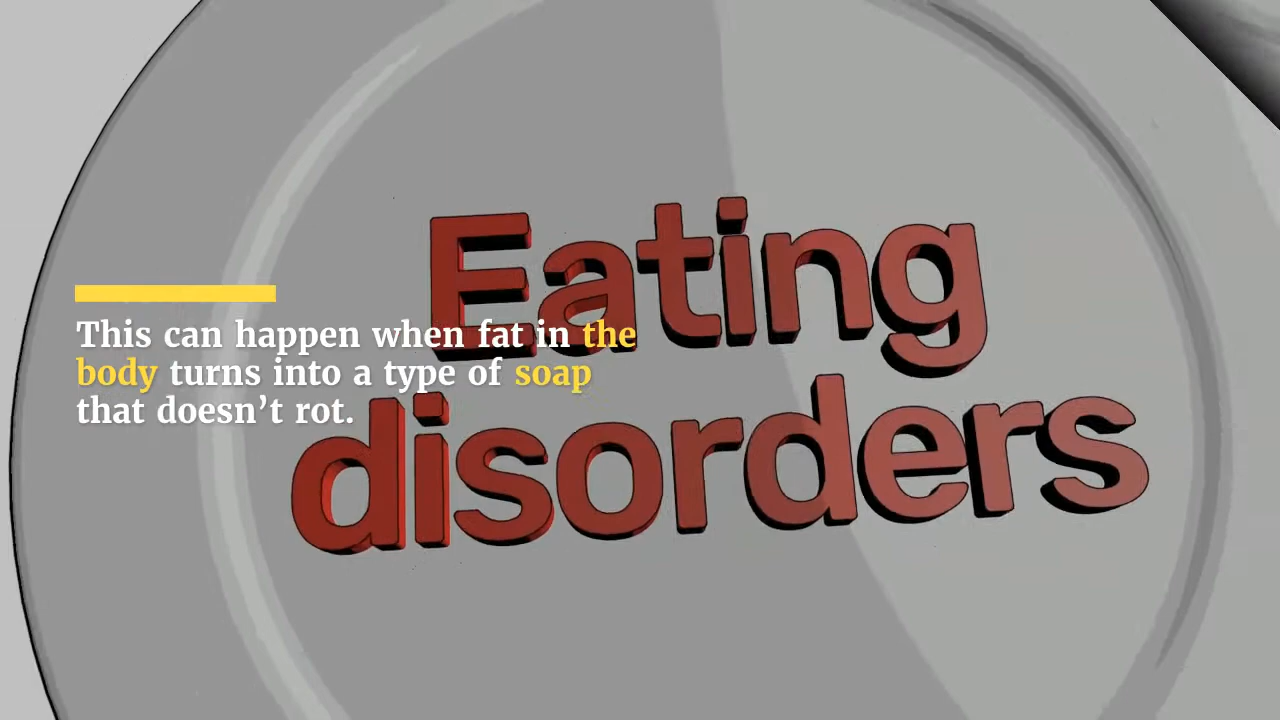 Eating
disorders
This can happen when fat in the
body turns into a type of soap
that doesn’t rot.